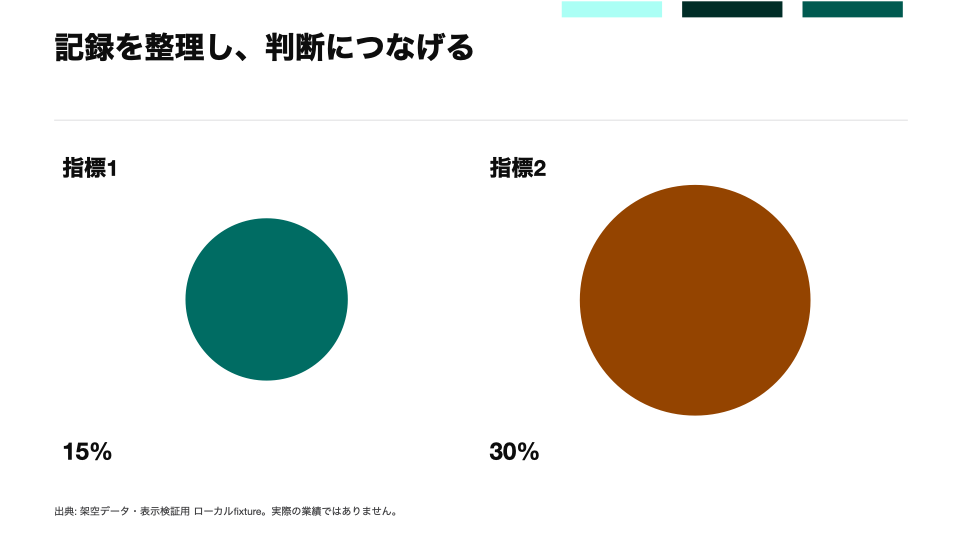 記録を整理し、判断につなげる
指標1
指標2
15%
30%
出典: 架空データ・表示検証用 ローカルfixture。実際の業績ではありません。